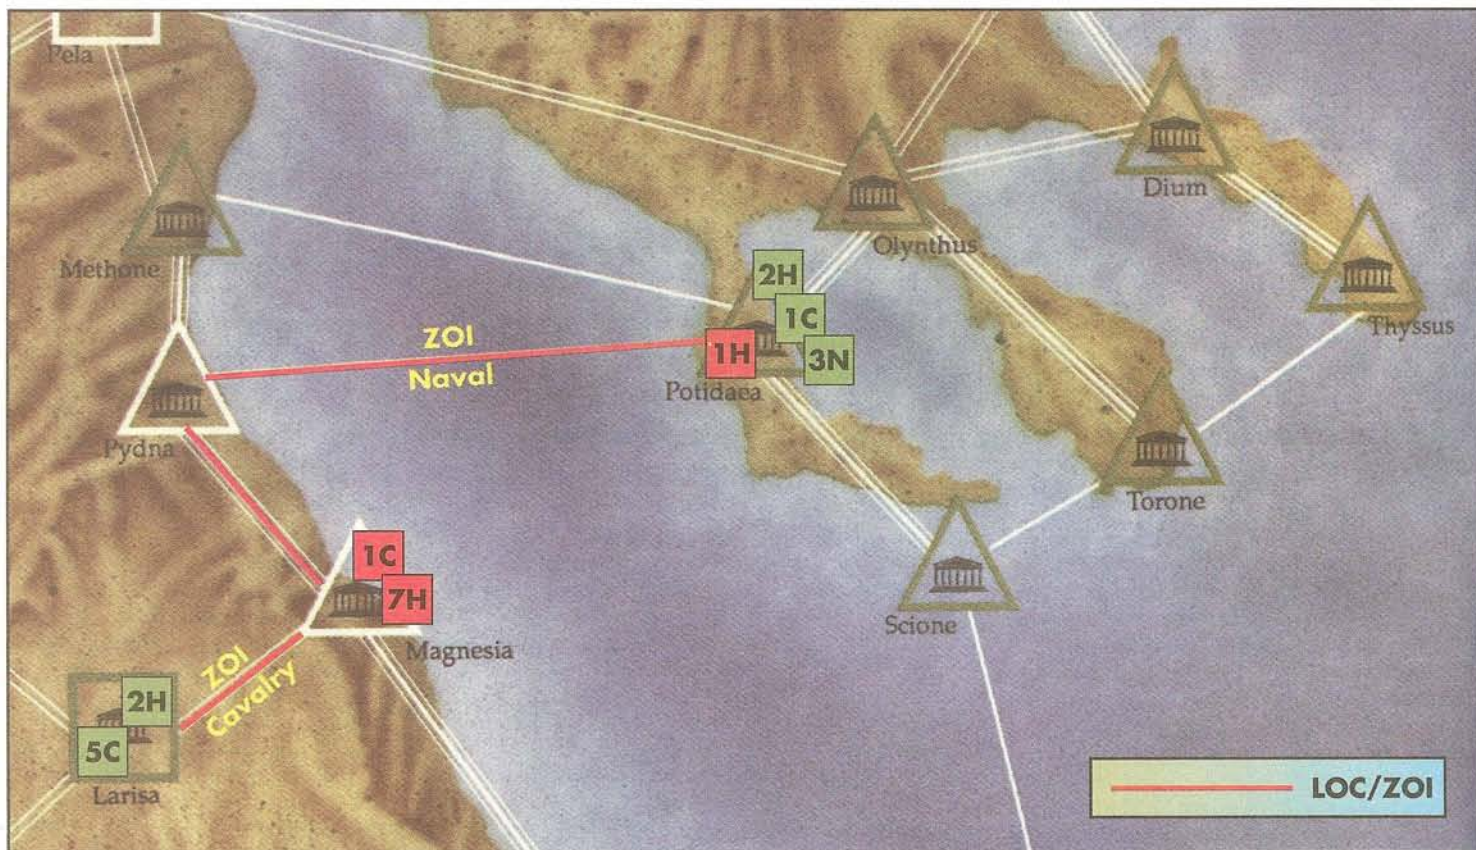 Pela
Methone
Pydna
ZOI
Naval
2H
1C
1H
3N
Potidaea
Olynthus
Dium
Thyssus
Torone
Scione
1C
7H
Magnesia
ZOI
Cavalry
2H
5C
Larisa
LOC/ZOI